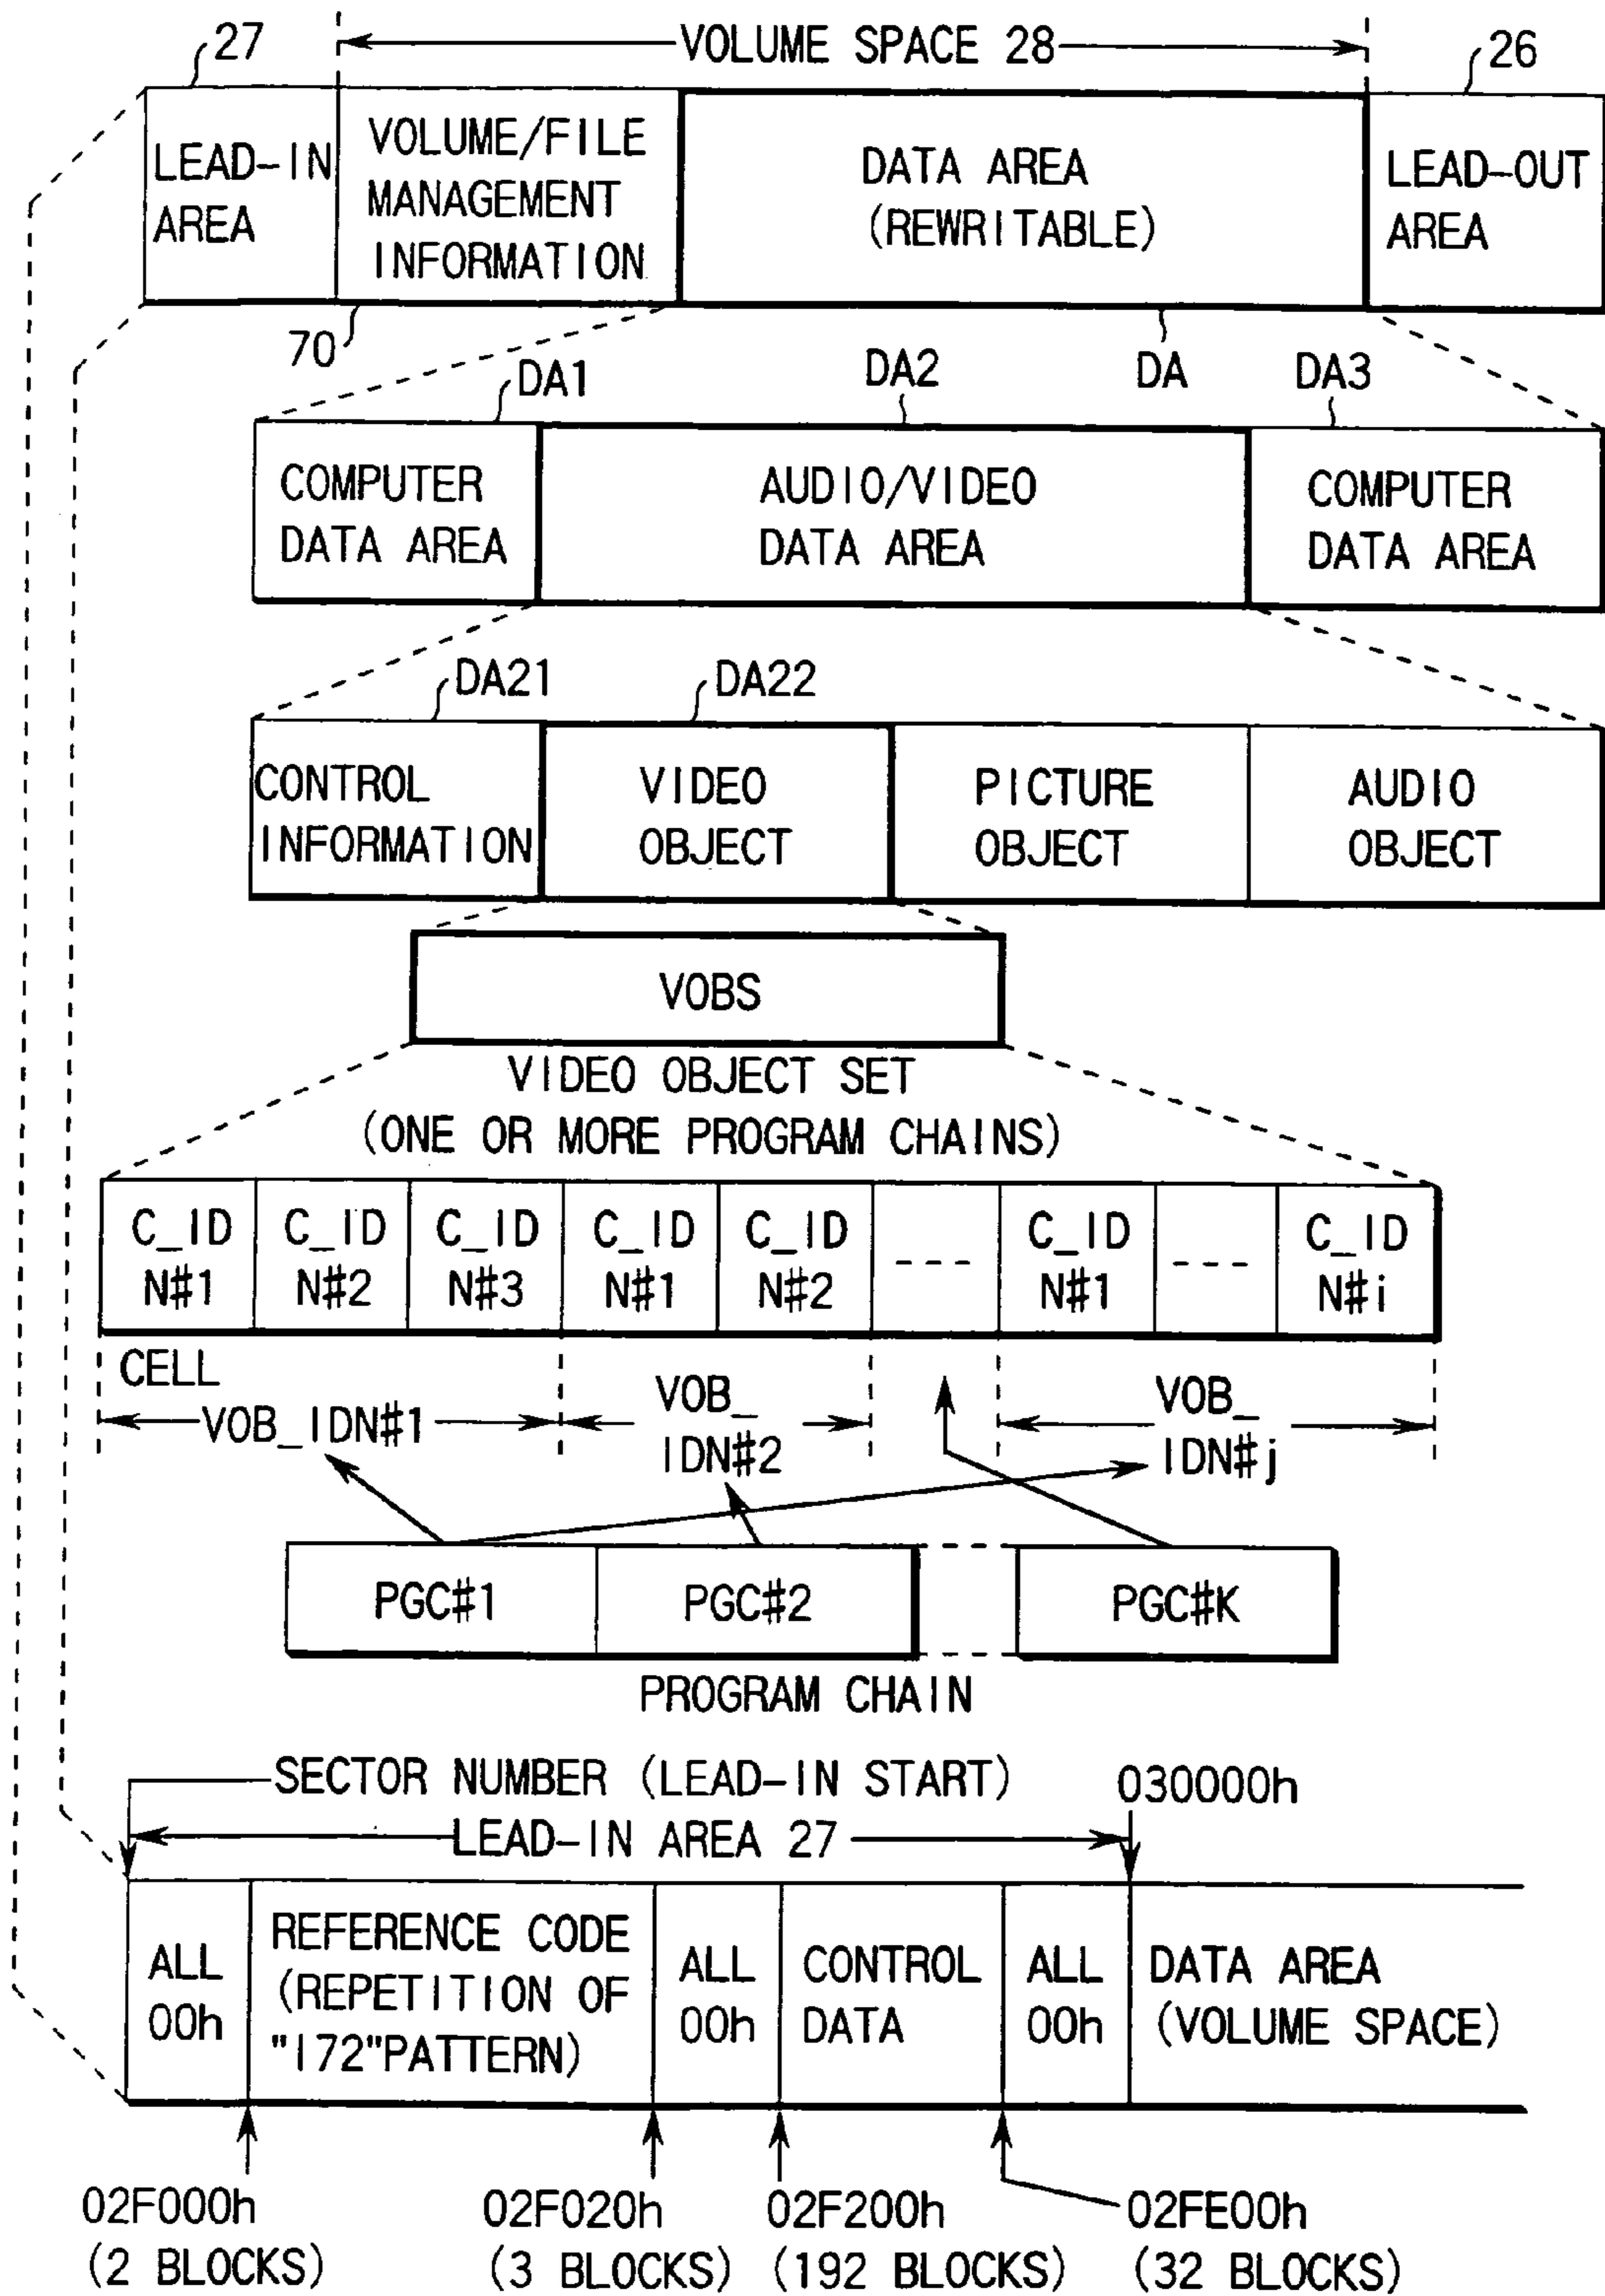 27
VOLUME SPACE 28
26
LEAD-IN
AREA
VOLUME/FILE
MANAGEMENT
INFORMATION
DATA AREA
(REWRITABLE)
LEAD-OUT
AREA
70
DA1
DA2
DA
DA3
COMPUTER
DATA AREA
AUDIO/VIDEO
DATA AREA
COMPUTER
DATA AREA
DA21
DA22
CONTROL
INFORMATION
VIDEO
OBJECT
PICTURE
OBJECT
AUDIO
OBJECT
VOBS
VIDEO OBJECT SET
(ONE OR MORE PROGRAM CHAINS)
C_ID
N#1
C_ID
N#2
C_ID
N#3
C_ID
N#1
C_ID
N#2
----
C_ID
N#1
----
C_ID
N#i
CELL
VOB_IDN#1
VOB_
IDN#2
VOB_
IDN#j
PGC#1
PGC#2
PGC#K
PROGRAM CHAIN
SECTOR NUMBER (LEAD-IN START)
030000h
LEAD-IN AREA 27
ALL
00h
REFERENCE CODE
(REPETITION OF
"172"PATTERN)
ALL
00h
CONTROL
DATA
ALL
00h
DATA AREA
(VOLUME SPACE)
02F000h
(2 BLOCKS)
02F020h
(3 BLOCKS)
02F200h
(192 BLOCKS)
02FE00h
(32 BLOCKS)